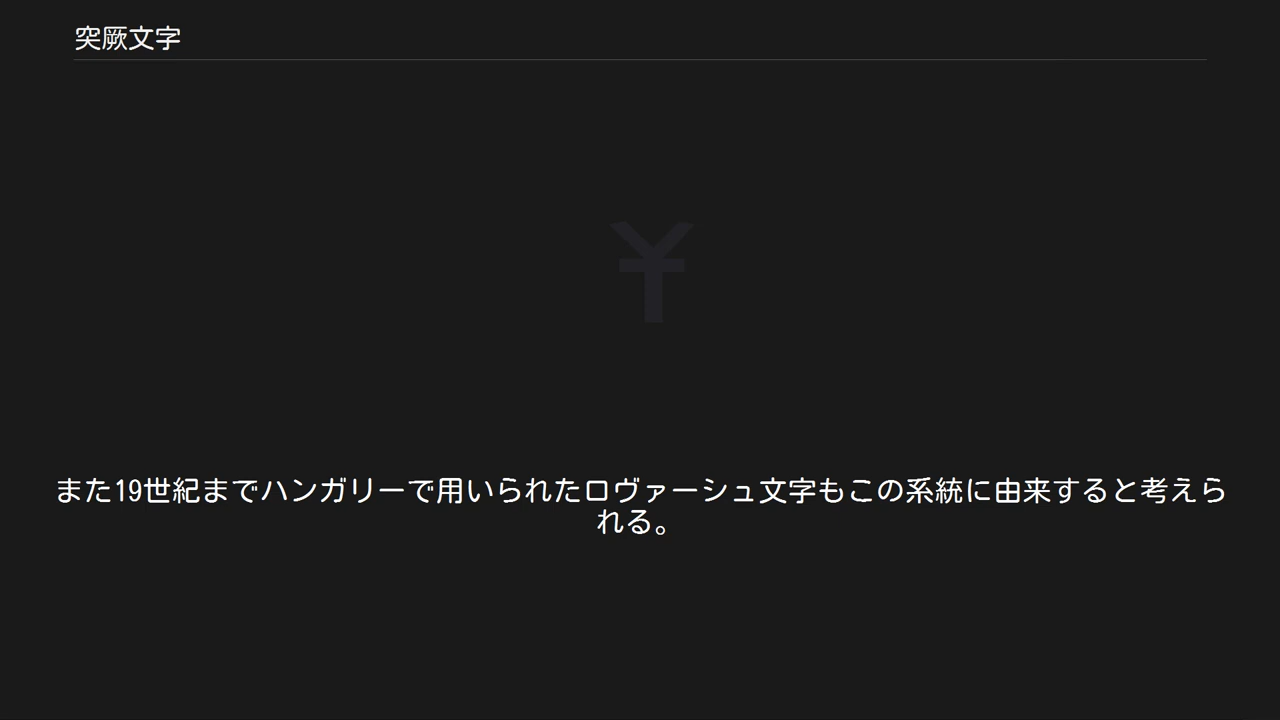 突厥文字
また19世紀までハンガリーで用いられたロヴァーシュ文字もこの系統に由来すると考えら
れる。